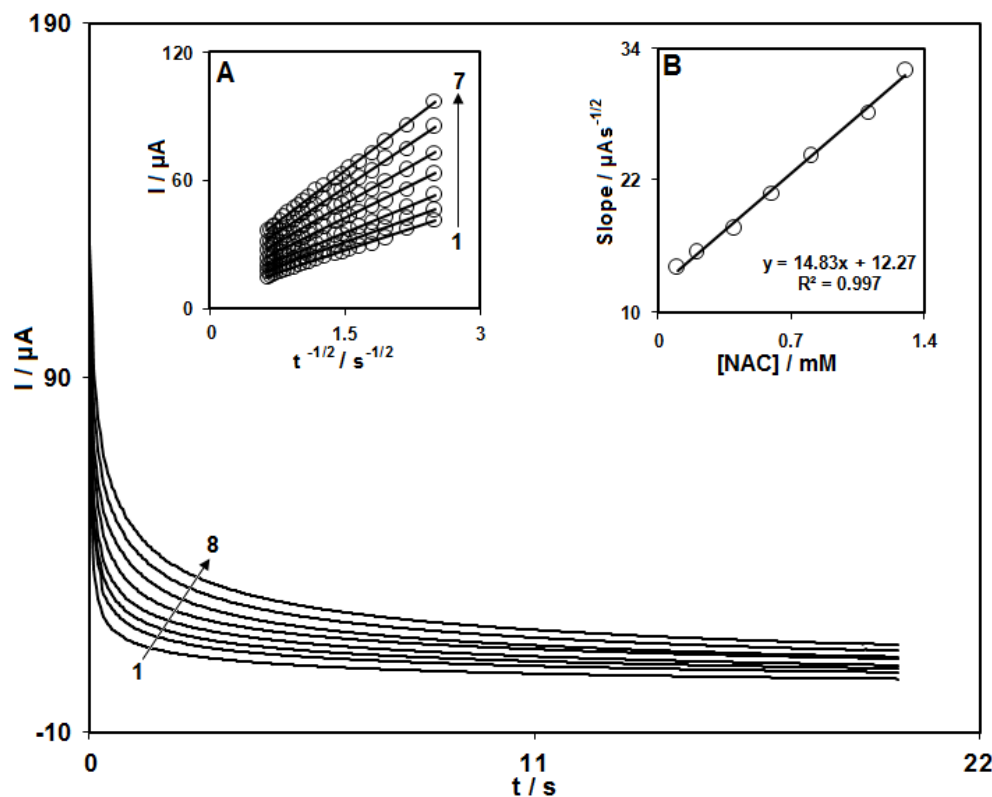 190
90
-10
I / µA
0
11
22
t / s
1
8
A
120
60
0
I / µA
0
1.5
3
t -1/2 / s-1/2
7
1
B
34
22
10
Slope / µAs-1/2
0
0.7
1.4
[NAC] / mM
y = 14.83x + 12.27
R² = 0.997